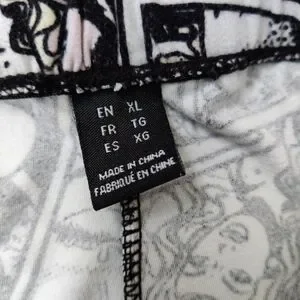 EN XL
FR TG
ES XG
MADE IN CHINA
FABRIQUÉ EN CHINE